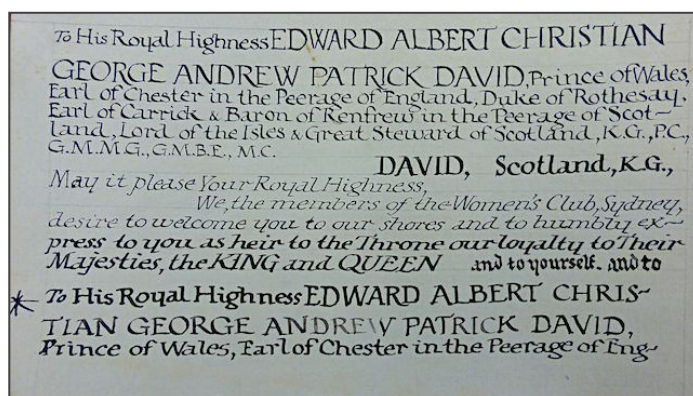 To His Royal Highness EDWARD ALBERT CHRISTIAN
GEORGE ANDREW PATRICK DAVID, Prince of Wales,
Earl of Chester in the Peerage of England, Duke of Rothesay,
Earl of Carrick & Baron of Renfrew in the Peerage of Scot~
land, Lord of the Isles & Great Steward of Scotland, K.G., P.C.,
G.M.M.G., G.M.B.E., M.C.
DAVID, Scotland, K.G.,
May it please Your Royal Highness,
We, the members of the Women's Club, Sydney,
desire to welcome you to our shores and to humbly ex~
press to you as heir to the Throne our loyalty to Their
Majesties, the KING and QUEEN and to yourself. and to
To His Royal Highness EDWARD ALBERT CHRIS~
TIAN GEORGE ANDREW PATRICK DAVID,
Prince of Wales, Earl of Chester in the Peerage of Eng~